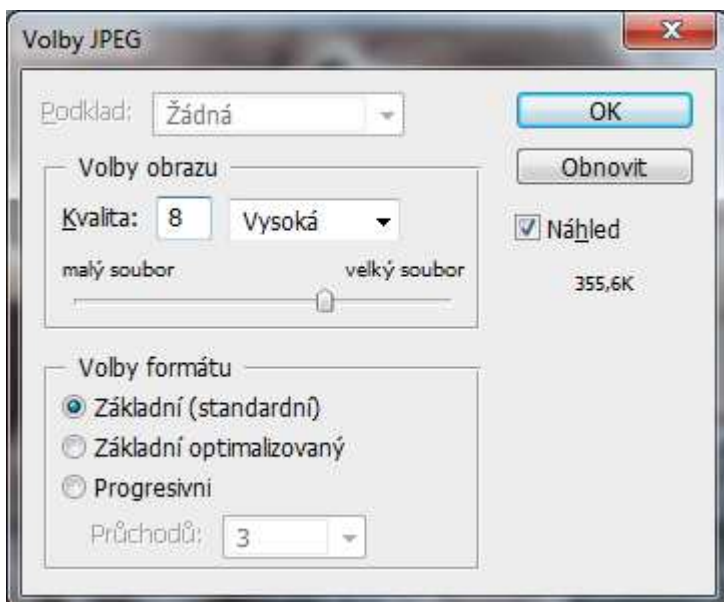 Volby JPEG
Podklad: Žádná
OK
Volby obrazu
Obnovit
Kvalita: 8 Vysoká
Náhled
malý soubor velký soubor
355,6K
Volby formátu
Základní (standardní)
Základní optimalizovaný
Progresivni
Průchodů: 3